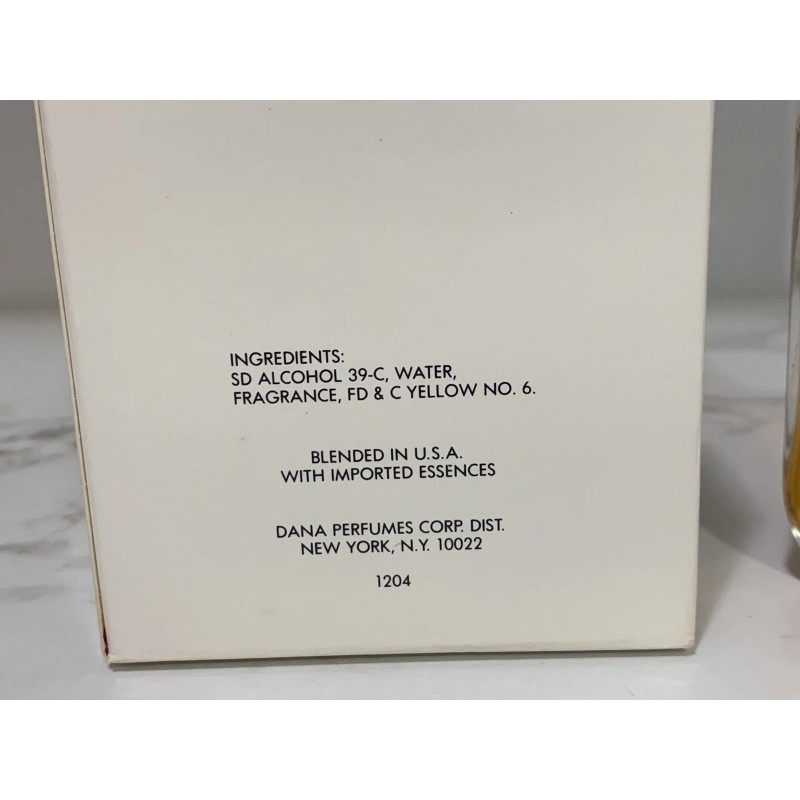 INGREDIENTS:
SD ALCOHOL 39-C, WATER,
FRAGRANCE, FD & C YELLOW NO. 6.
BLENDED IN U.S.A.
WITH IMPORTED ESSENCES
DANA PERFUMES CORP. DIST.
NEW YORK, N.Y. 10022
1204